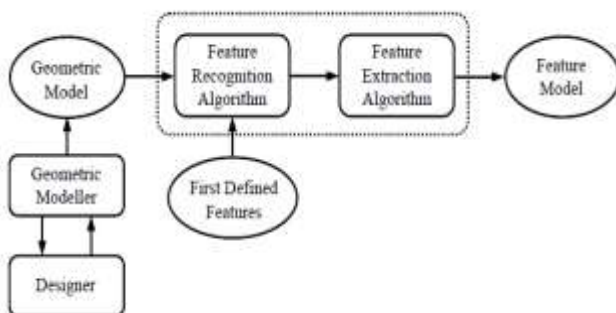 Geometric
Model
Feature
Recognition
Algorithm
Feature
Extraction
Algorithm
Feature
Model
Geometric
Modeller
First Defined
Features
Designer